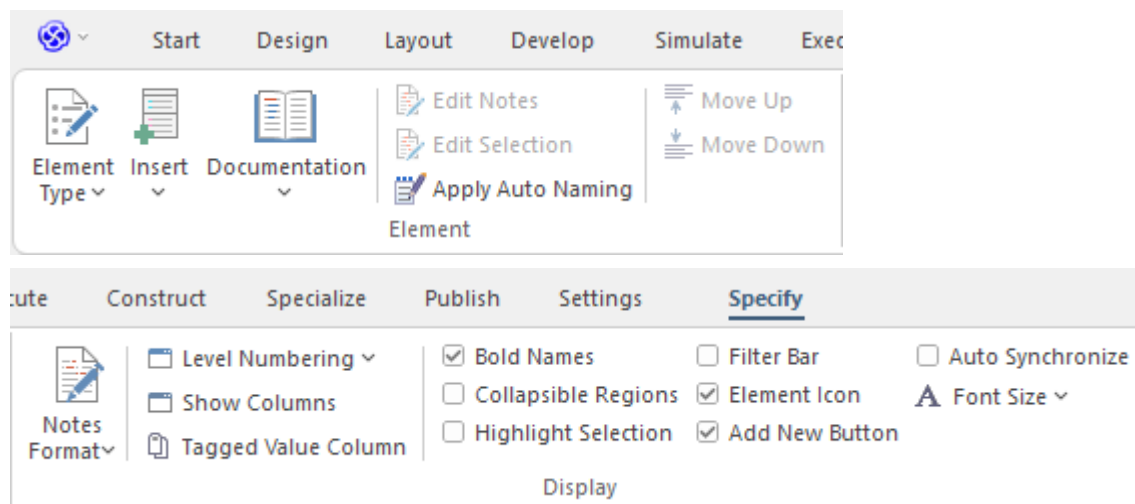 Start Design Layout Develop Simulate Exec
Element Type
Insert
Documentation
Edit Notes
Edit Selection
Apply Auto Naming
Move Up
Move Down
Element
cute Construct Specialize Publish Settings Specify
Notes Format
Level Numbering
Show Columns
Tagged Value Column
Bold Names
Collapsible Regions
Highlight Selection
Filter Bar
Element Icon
Add New Button
Auto Synchronize
A Font Size
Display